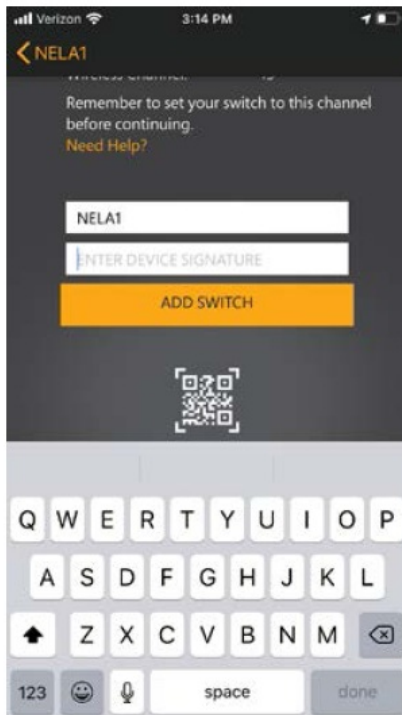 Verizon 3:14 PM
NELA1
Remember to set your switch to this channel
before continuing.
Need Help?
NELA1
ENTER DEVICE SIGNATURE
ADD SWITCH
Q W E R T Y U I O P
A S D F G H J K L
Z X C V B N M
123 space done